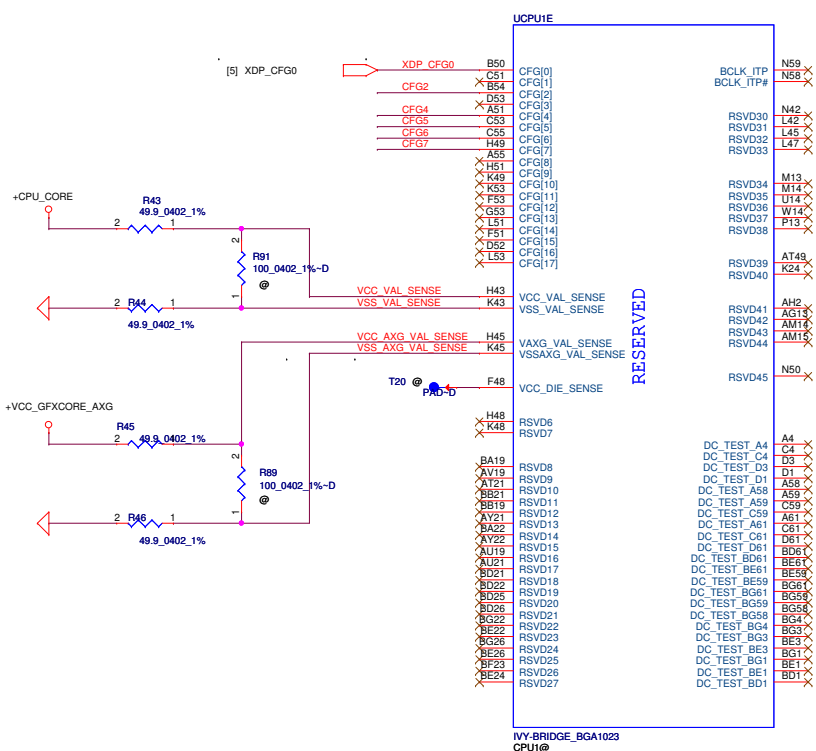 UCPU1E
[5] XDP_CFG0
XDP_CFG0 B50 CFG[0]
C51 CFG[1]
CFG2 B54 CFG[2]
D53 CFG[3]
CFG4 A51 CFG[4]
CFG5 C53 CFG[5]
CFG6 C55 CFG[6]
CFG7 H49 CFG[7]
A55 CFG[8]
H51 CFG[9]
K49 CFG[10]
K53 CFG[11]
F53 CFG[12]
G53 CFG[13]
L51 CFG[14]
F51 CFG[15]
D52 CFG[16]
L53 CFG[17]
BCLK_ITP N59
BCLK_ITP# N58
RSVD30 N42
RSVD31 L42
RSVD32 L45
RSVD33 L47
RSVD34 M13
RSVD35 M14
RSVD36 U14
RSVD37 W14
RSVD38 P13
RSVD39 AT49
RSVD40 K24
RSVD41 AH2
RSVD42 AG13
RSVD43 AM14
RSVD44 AM15
RSVD45 N50
+CPU_CORE
R43
49.9_0402_1%
2 1
2
R91
100_0402_1%~D
@
1
2 R44 1
49.9_0402_1%
VCC_VAL_SENSE H43 VCC_VAL_SENSE
VSS_VAL_SENSE K43 VSS_VAL_SENSE
VCC_AXG_VAL_SENSE H45 VAXG_VAL_SENSE
VSS_AXG_VAL_SENSE K45 VSSAXG_VAL_SENSE
RESERVED
T20 @ F48 VCC_DIE_SENSE
PAD~D
+VCC_GFXCORE_AXG
R45
2 49.9_0402_1% 1
2
R89
100_0402_1%~D
@
1
2 R46 1
49.9_0402_1%
H48 RSVD6
K48 RSVD7
BA19 RSVD8
AV19 RSVD9
AT21 RSVD10
BB21 RSVD11
BB19 RSVD12
AY21 RSVD13
BA22 RSVD14
AY22 RSVD15
AU19 RSVD16
AU21 RSVD17
BD21 RSVD18
BD22 RSVD19
BD25 RSVD20
BD26 RSVD21
BG22 RSVD22
BE22 RSVD23
BG26 RSVD24
BE26 RSVD25
BF23 RSVD26
BE24 RSVD27
DC_TEST_A4 A4
DC_TEST_C4 C4
DC_TEST_D3 D3
DC_TEST_D1 D1
DC_TEST_A58 A58
DC_TEST_A59 A59
DC_TEST_C59 C59
DC_TEST_A61 A61
DC_TEST_C61 C61
DC_TEST_D61 D61
DC_TEST_BD61 BD61
DC_TEST_BE61 BE61
DC_TEST_BE59 BE59
DC_TEST_BG61 BG61
DC_TEST_BG59 BG59
DC_TEST_BG58 BG58
DC_TEST_BG4 BG4
DC_TEST_BG3 BG3
DC_TEST_BE3 BE3
DC_TEST_BG1 BG1
DC_TEST_BE1 BE1
DC_TEST_BD1 BD1
IVY-BRIDGE_BGA1023
CPU1@